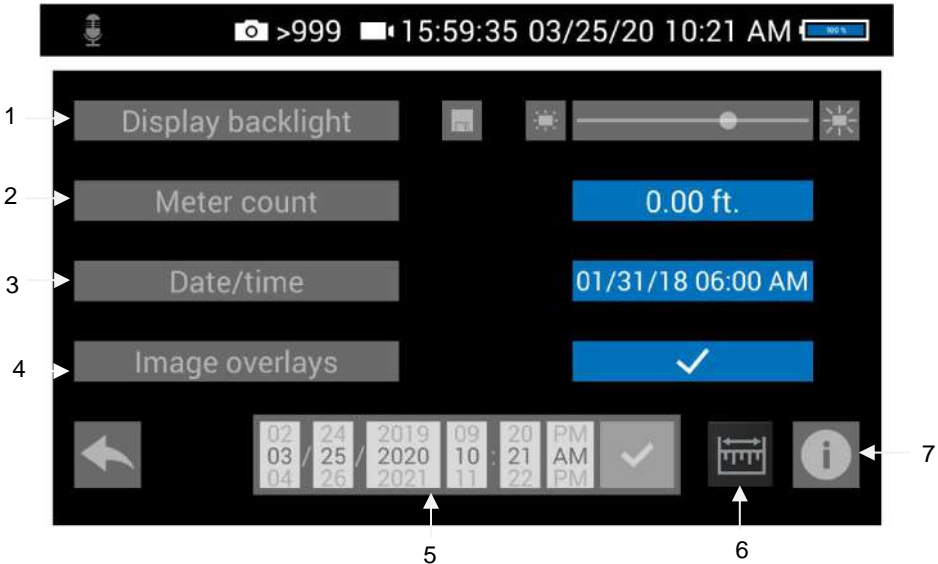 >999 15:59:35 03/25/20 10:21 AM 100 %
1 Display backlight
2 Meter count 0.00 ft.
3 Date/time 01/31/18 06:00 AM
4 Image overlays
02 24 2019 09 20 PM
03 / 25 / 2020 10 : 21 AM
04 26 2021 11 22 PM
i 7
5 6